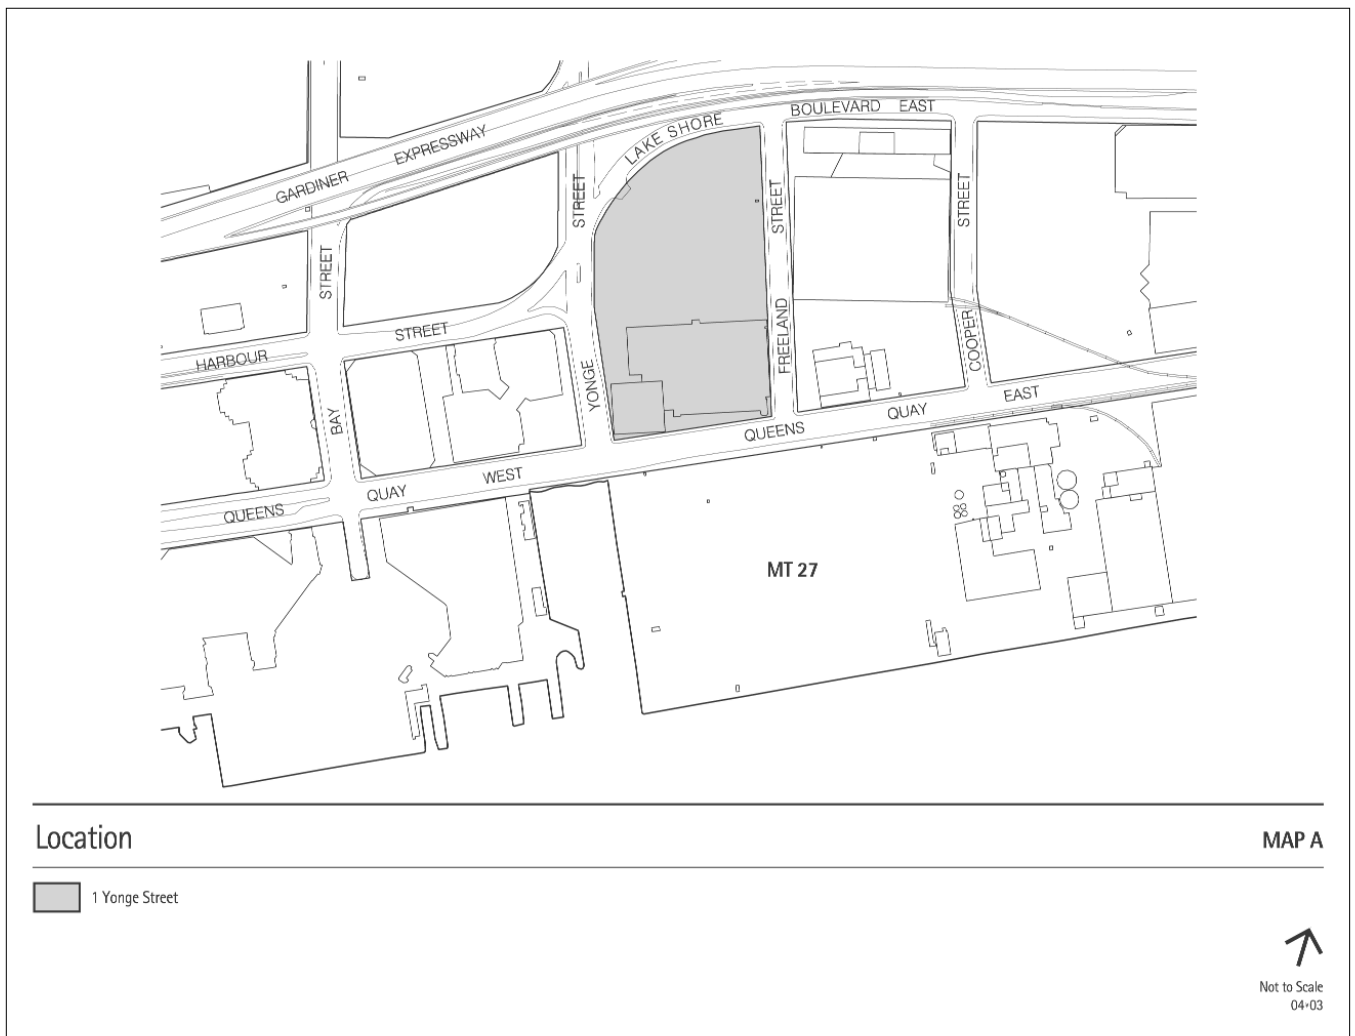 BOULEVARD EAST
LAKE SHORE
GARDINER EXPRESSWAY
STREET
STREET
STREET
STREET
HARBOUR STREET
YONGE
FREELAND
COOPER
BAY
QUEENS QUAY EAST
QUEENS QUAY WEST
MT 27
Location
MAP A
1 Yonge Street
Not to Scale
04•03